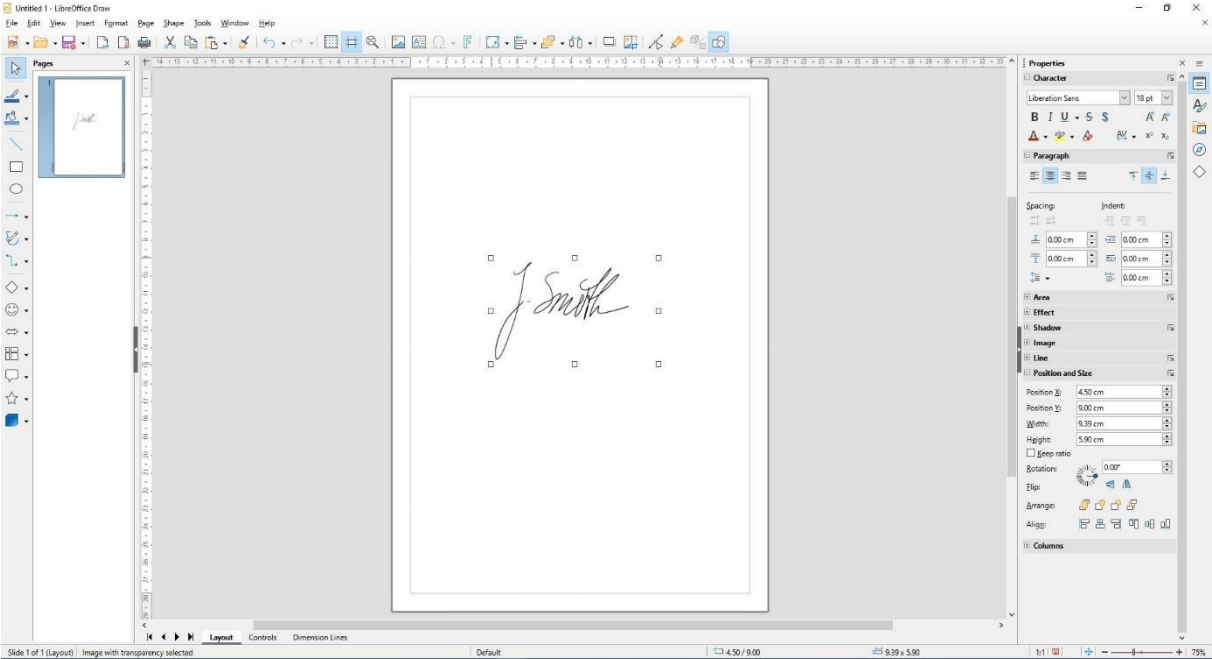 Untitled 1 - LibreOffice Draw
File Edit View Insert Format Page Shape Tools Window Help
Pages
1
J. Smith
Properties
Character
Liberation Sans 18 pt
Paragraph
Spacing: Indent:
0.00 cm 0.00 cm
0.00 cm 0.00 cm
0.00 cm
Area
Effect
Shadow
Image
Line
Position and Size
Position X: 4.50 cm
Position Y: 9.00 cm
Width: 9.39 cm
Height: 5.90 cm
Keep ratio
Rotation: 0.00°
Flip:
Arrange:
Align:
Columns
Layout Controls Dimension Lines
Slide 1 of 1 (Layout) Image with transparency selected Default 4.50 / 9.00 9.39 x 5.90 1:1 75%